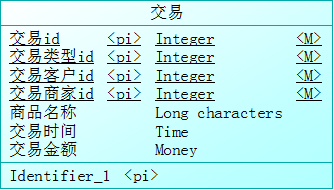 交易
交易id <pi> Integer <M>
交易类型id <pi> Integer <M>
交易客户id <pi> Integer <M>
交易商家id <pi> Integer <M>
商品名称 Long characters
交易时间 Time
交易金额 Money
Identifier_1 <pi>